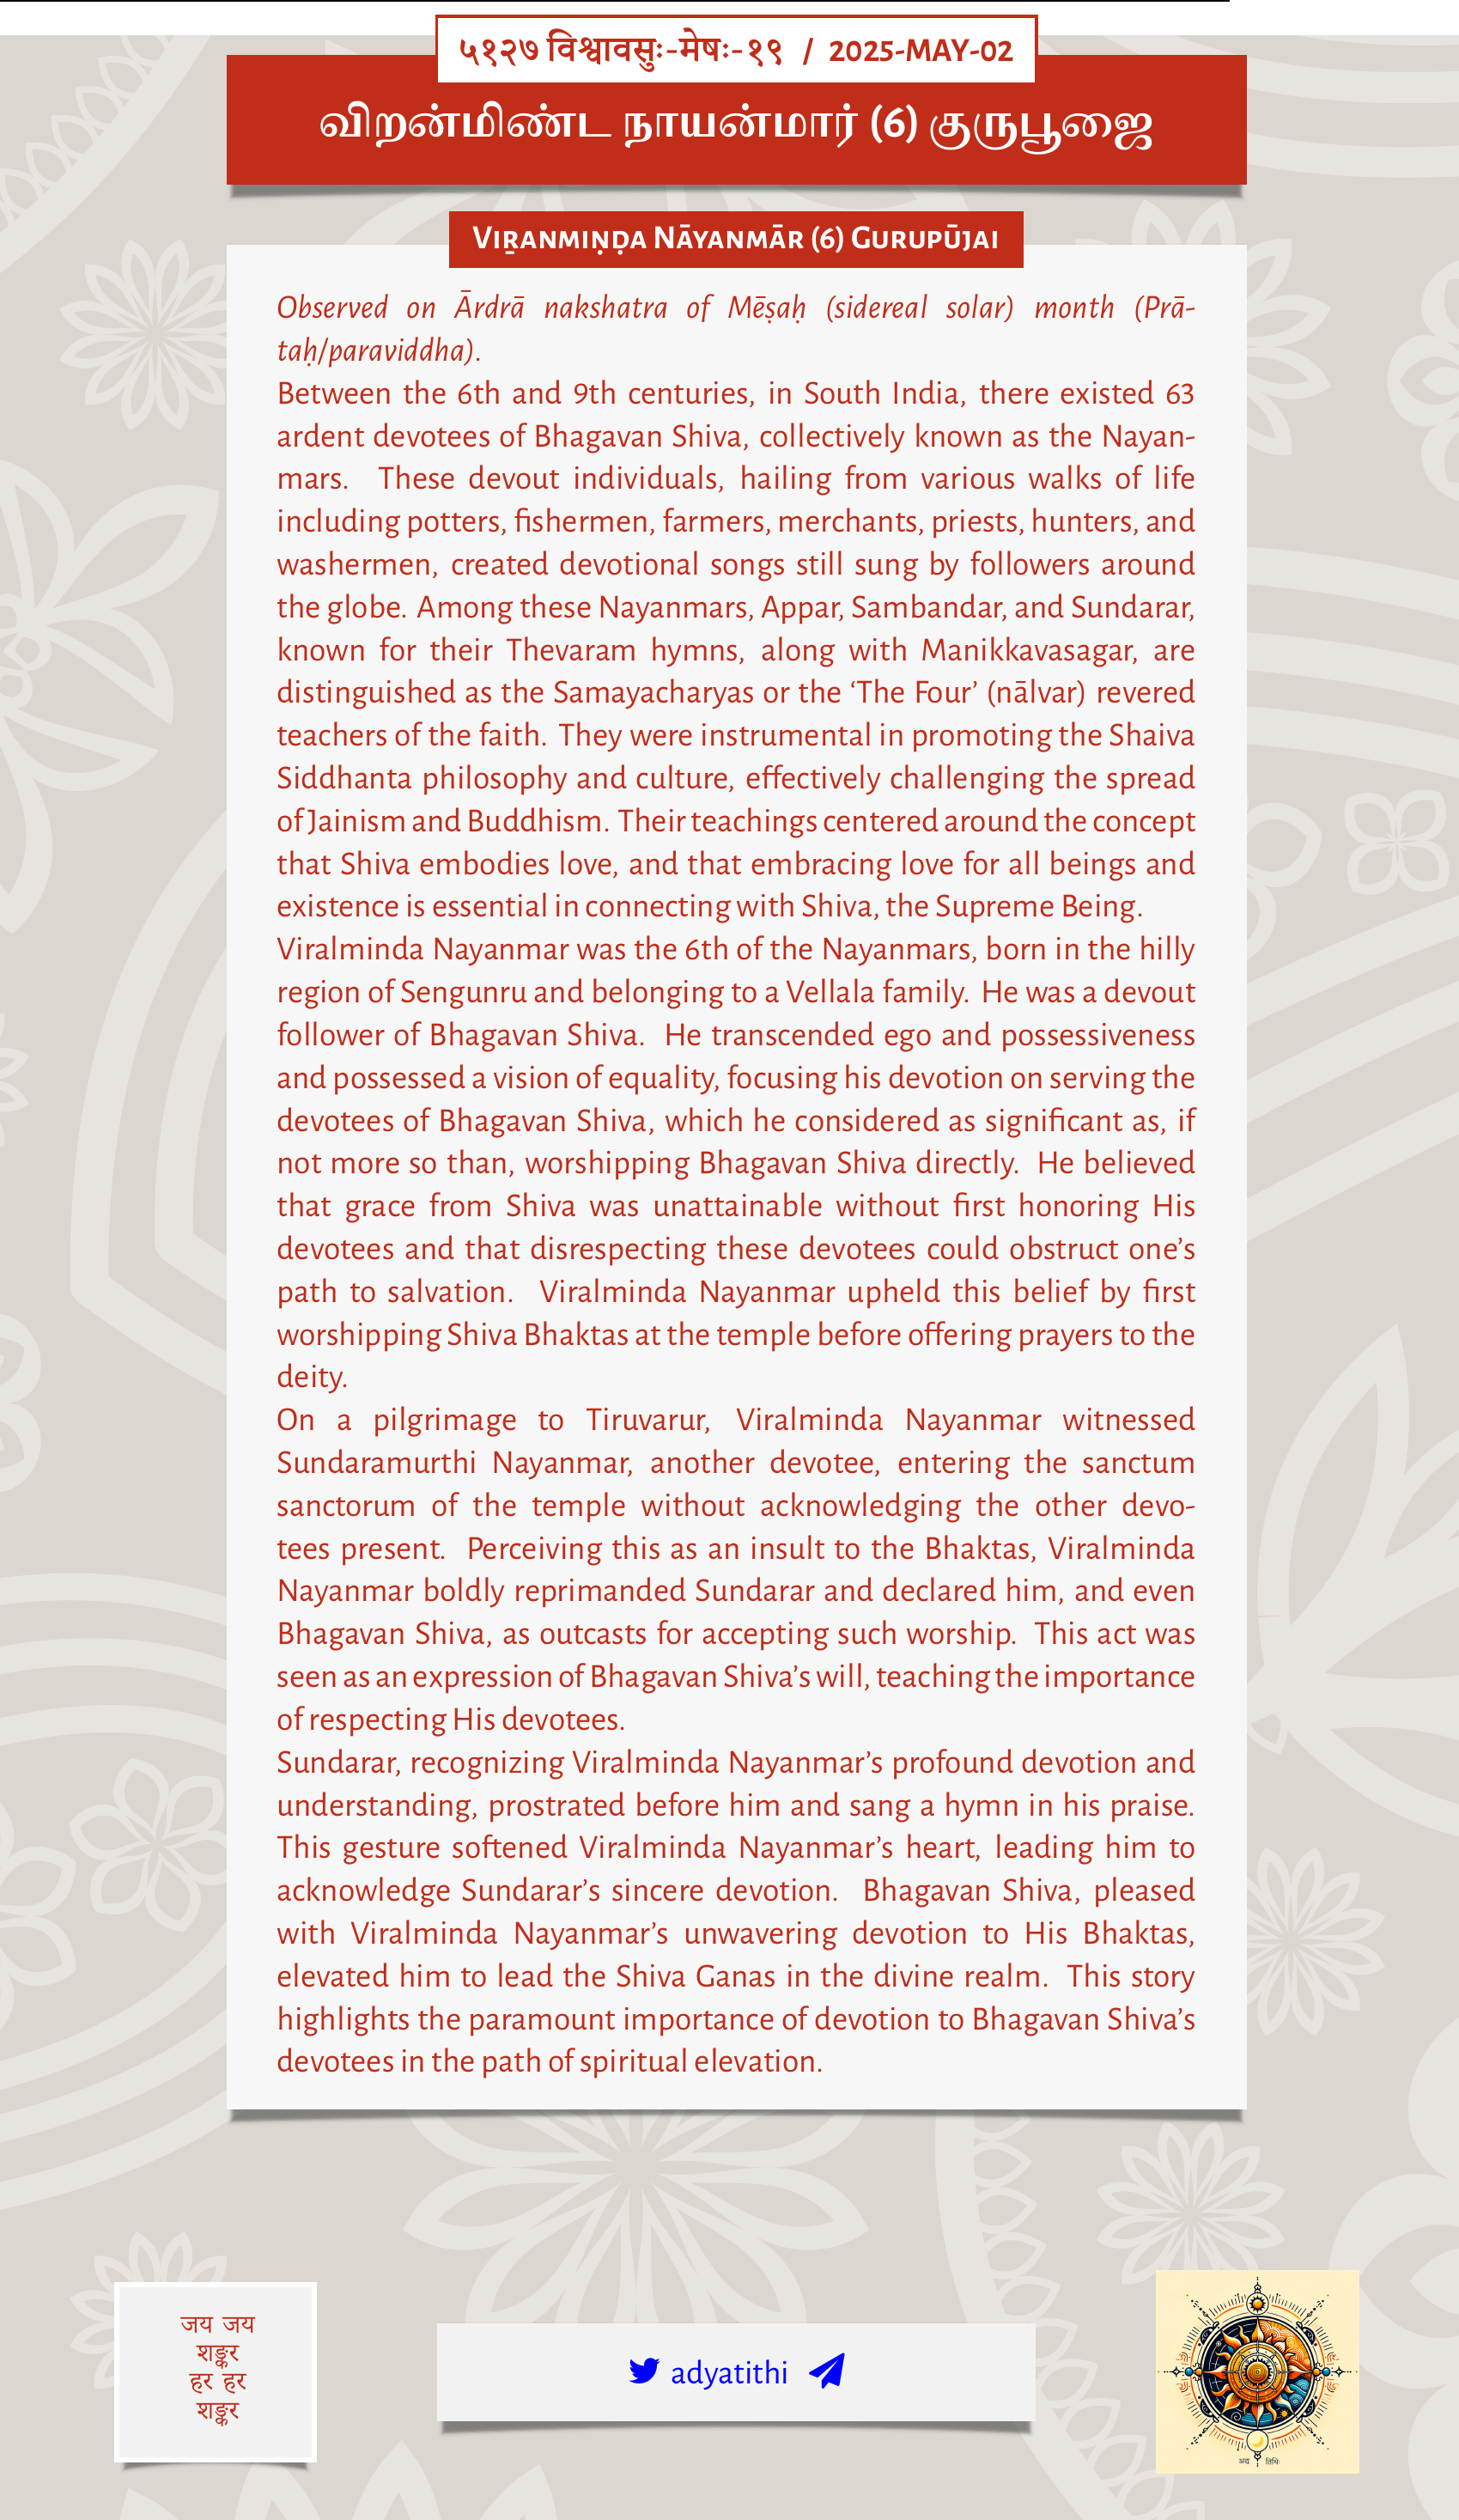 ५१२७ विश्वावसुः-मेषः-१९ / 2025-MAY-02
விறன்மிண்ட நாயன்மார் (6) குருபூஜை
Viṟanmiṇḍa Nāyanmār (6) Gurupūjai
Observed on Ārdrā nakshatra of Mēṣaḥ (sidereal solar) month (Prā-
taḥ/paraviddha).
Between the 6th and 9th centuries, in South India, there existed 63
ardent devotees of Bhagavan Shiva, collectively known as the Nayan-
mars. These devout individuals, hailing from various walks of life
including potters, fishermen, farmers, merchants, priests, hunters, and
washermen, created devotional songs still sung by followers around
the globe. Among these Nayanmars, Appar, Sambandar, and Sundarar,
known for their Thevaram hymns, along with Manikkavasagar, are
distinguished as the Samayacharyas or the ‘The Four’ (nālvar) revered
teachers of the faith. They were instrumental in promoting the Shaiva
Siddhanta philosophy and culture, effectively challenging the spread
of Jainism and Buddhism. Their teachings centered around the concept
that Shiva embodies love, and that embracing love for all beings and
existence is essential in connecting with Shiva, the Supreme Being.
Viralminda Nayanmar was the 6th of the Nayanmars, born in the hilly
region of Sengunru and belonging to a Vellala family. He was a devout
follower of Bhagavan Shiva. He transcended ego and possessiveness
and possessed a vision of equality, focusing his devotion on serving the
devotees of Bhagavan Shiva, which he considered as significant as, if
not more so than, worshipping Bhagavan Shiva directly. He believed
that grace from Shiva was unattainable without first honoring His
devotees and that disrespecting these devotees could obstruct one’s
path to salvation. Viralminda Nayanmar upheld this belief by first
worshipping Shiva Bhaktas at the temple before offering prayers to the
deity.
On a pilgrimage to Tiruvarur, Viralminda Nayanmar witnessed
Sundaramurthi Nayanmar, another devotee, entering the sanctum
sanctorum of the temple without acknowledging the other devo-
tees present. Perceiving this as an insult to the Bhaktas, Viralminda
Nayanmar boldly reprimanded Sundarar and declared him, and even
Bhagavan Shiva, as outcasts for accepting such worship. This act was
seen as an expression of Bhagavan Shiva’s will, teaching the importance
of respecting His devotees.
Sundarar, recognizing Viralminda Nayanmar’s profound devotion and
understanding, prostrated before him and sang a hymn in his praise.
This gesture softened Viralminda Nayanmar’s heart, leading him to
acknowledge Sundarar’s sincere devotion. Bhagavan Shiva, pleased
with Viralminda Nayanmar’s unwavering devotion to His Bhaktas,
elevated him to lead the Shiva Ganas in the divine realm. This story
highlights the paramount importance of devotion to Bhagavan Shiva’s
devotees in the path of spiritual elevation.
जय जय
शङ्कर
हर हर
शङ्कर
adyatithi
अद्य तिथिः